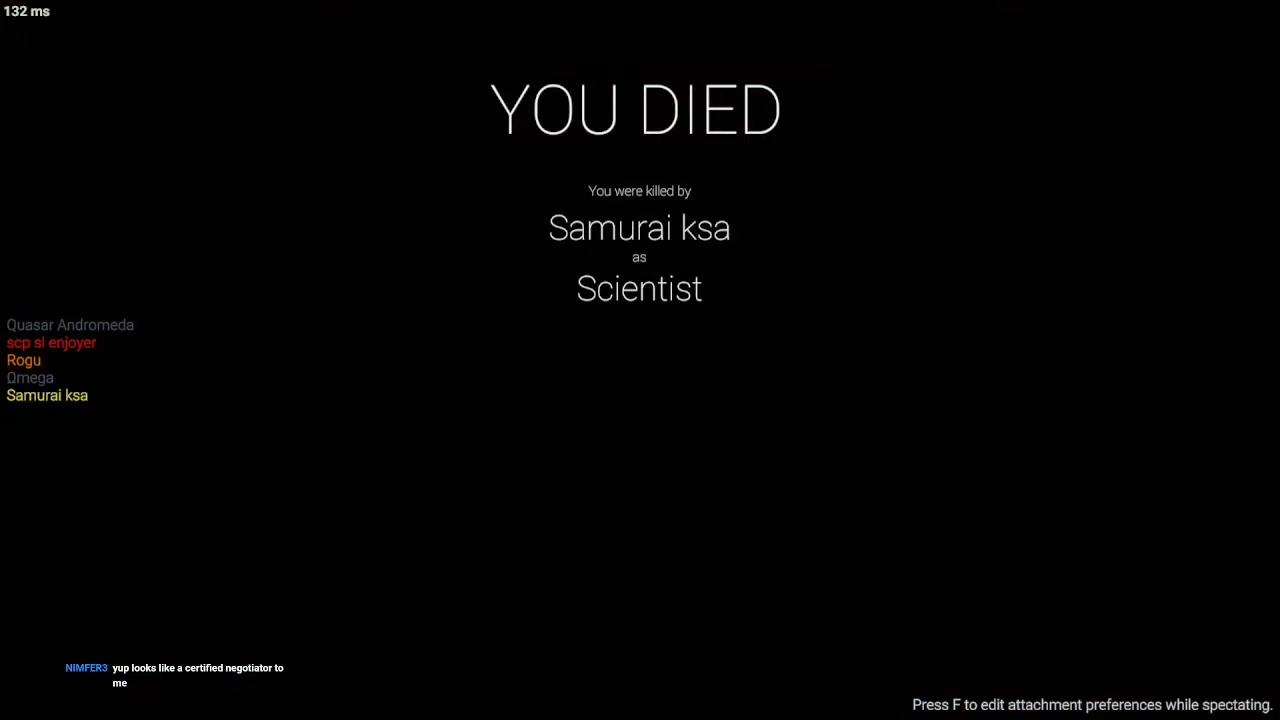 132 ms
YOU DIED
You were killed by
Samurai ksa
as
Scientist
Quasar Andromeda
scp sl enjoyer
Rogu
Ωmega
Samurai ksa
NIMFER3 yup looks like a certified negotiator to
me
Press F to edit attachment preferences while spectating.